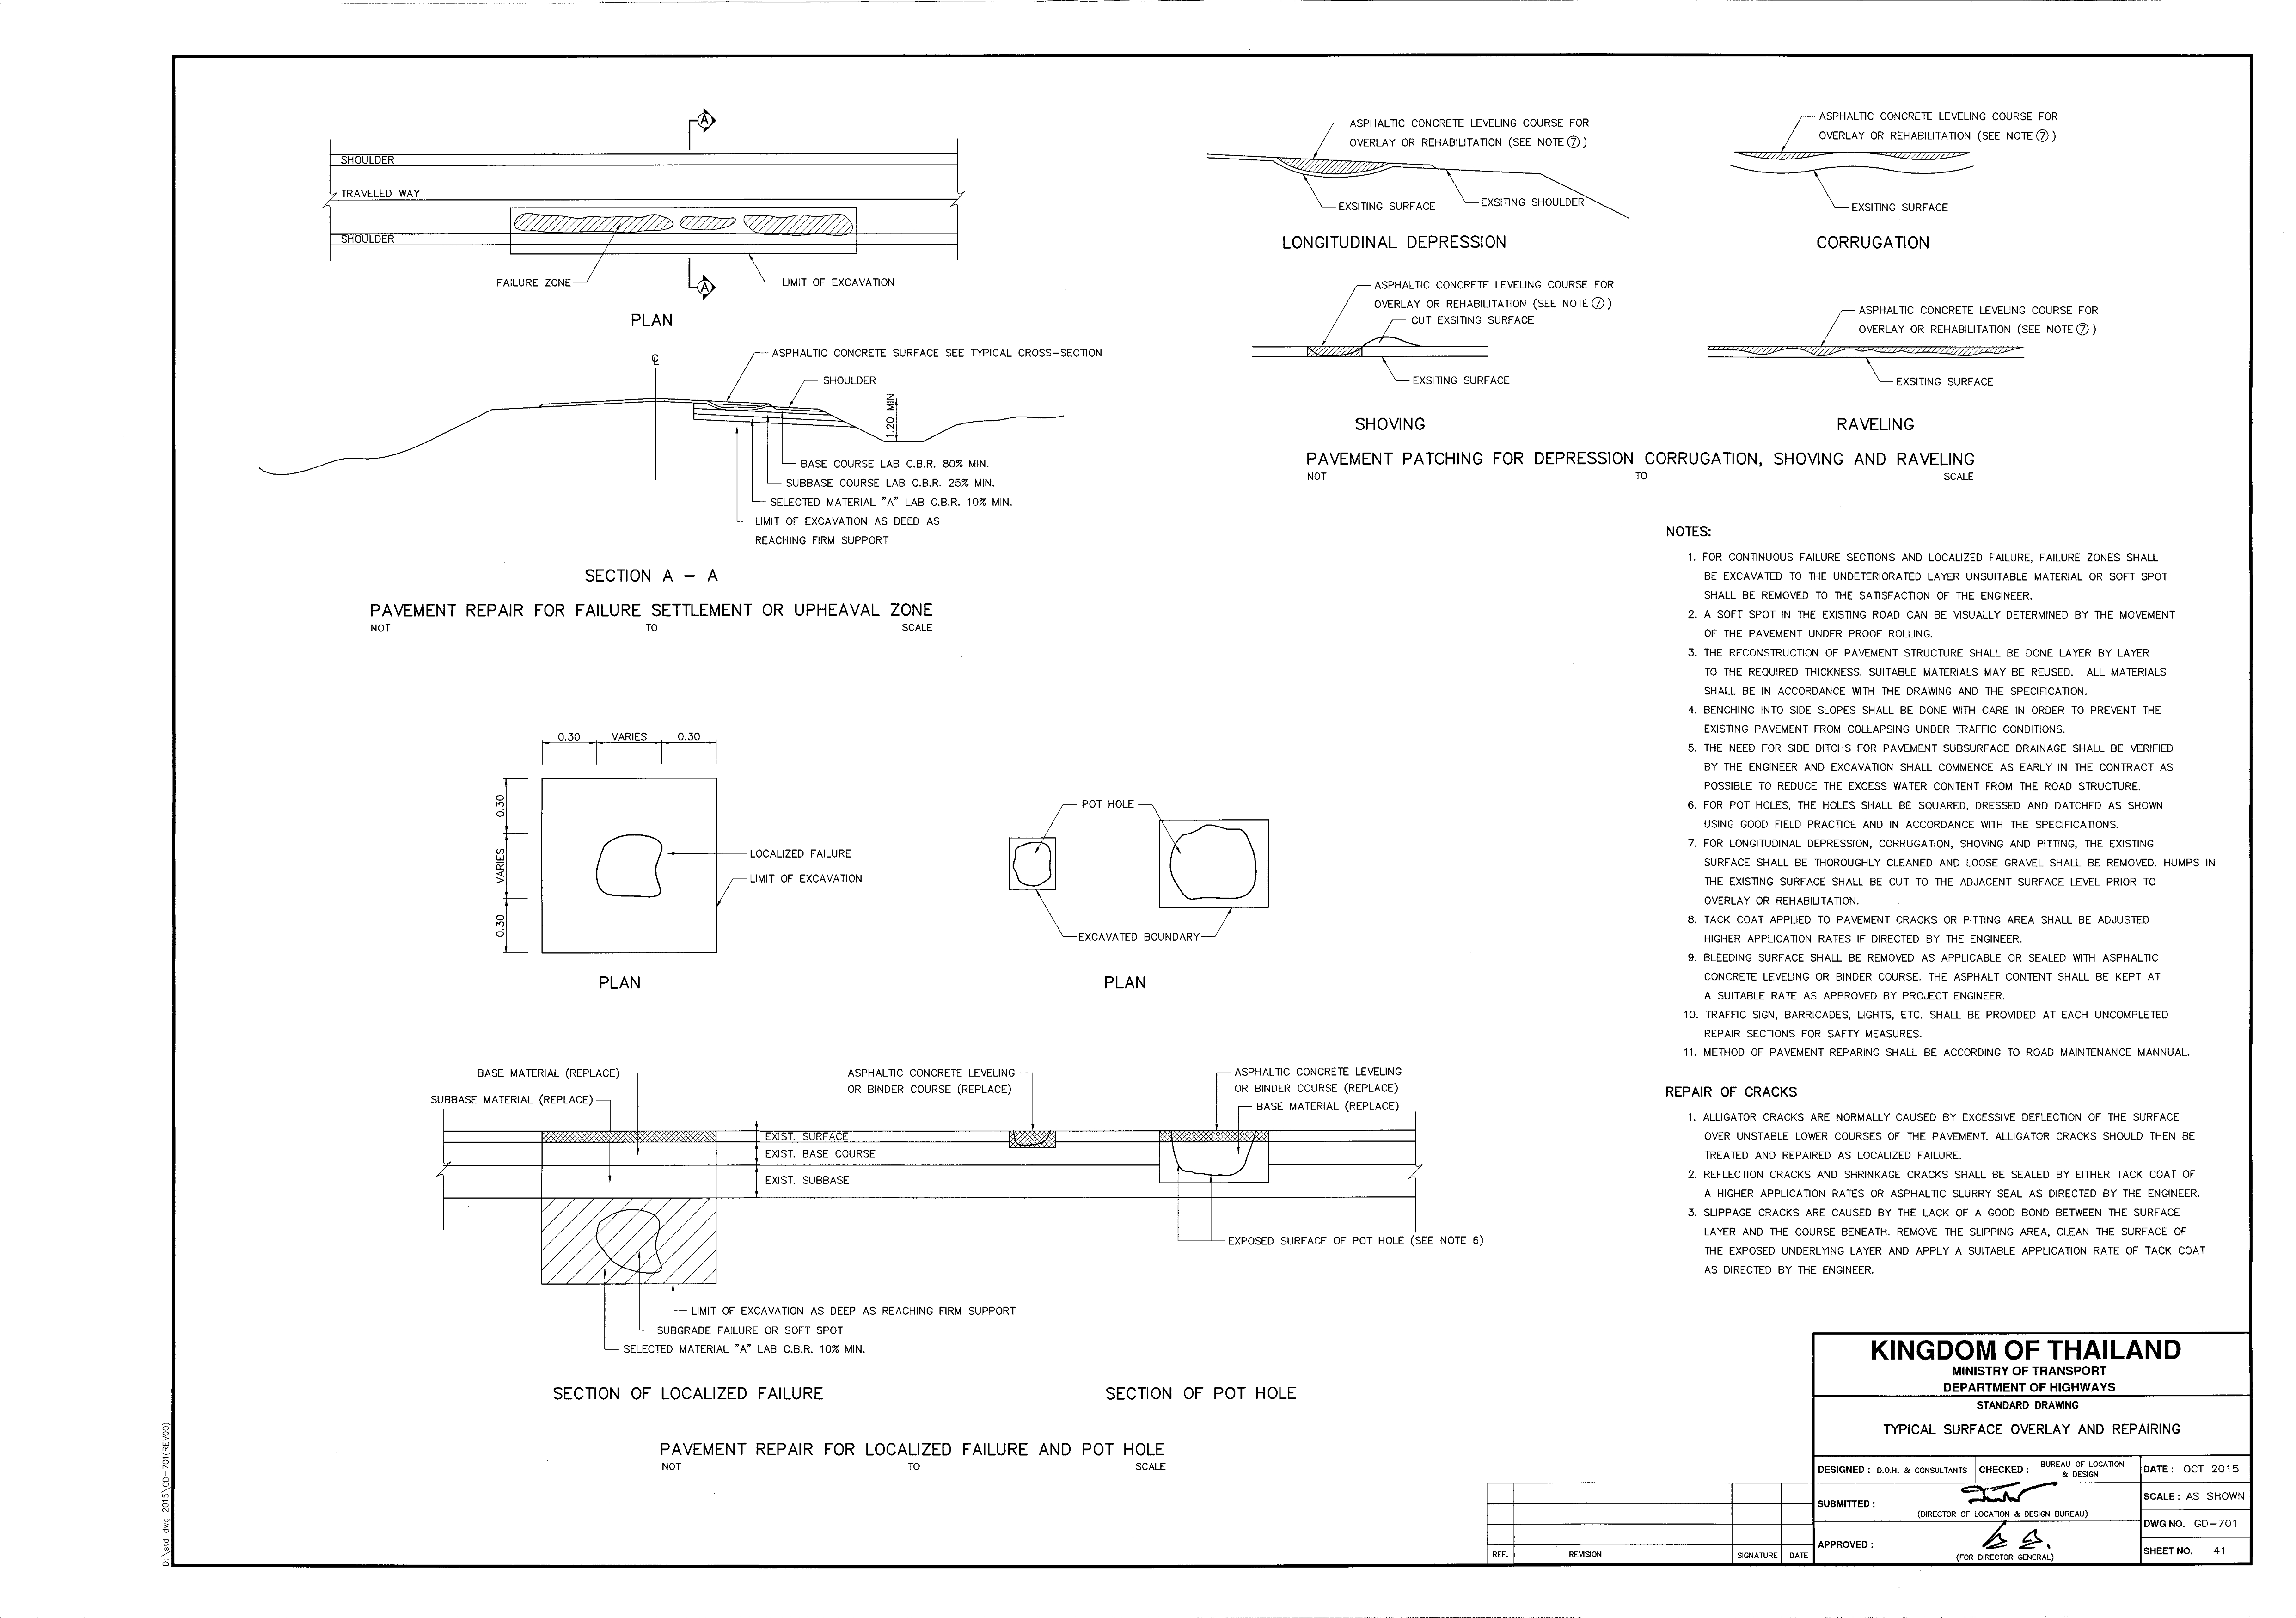 A
SHOULDER
TRAVELED WAY
SHOULDER
FAILURE ZONE
A
LIMIT OF EXCAVATION
PLAN
℄
ASPHALTIC CONCRETE SURFACE SEE TYPICAL CROSS-SECTION
SHOULDER
1.20 MIN
BASE COURSE LAB C.B.R. 80% MIN.
SUBBASE COURSE LAB C.B.R. 25% MIN.
SELECTED MATERIAL "A" LAB C.B.R. 10% MIN.
LIMIT OF EXCAVATION AS DEED AS
REACHING FIRM SUPPORT
SECTION A - A
PAVEMENT REPAIR FOR FAILURE SETTLEMENT OR UPHEAVAL ZONE
NOT TO SCALE
ASPHALTIC CONCRETE LEVELING COURSE FOR
OVERLAY OR REHABILITATION (SEE NOTE ⑦)
EXSITING SURFACE
EXSITING SHOULDER
LONGITUDINAL DEPRESSION
ASPHALTIC CONCRETE LEVELING COURSE FOR
OVERLAY OR REHABILITATION (SEE NOTE ⑦)
EXSITING SURFACE
CORRUGATION
ASPHALTIC CONCRETE LEVELING COURSE FOR
OVERLAY OR REHABILITATION (SEE NOTE ⑦)
CUT EXSITING SURFACE
EXSITING SURFACE
SHOVING
ASPHALTIC CONCRETE LEVELING COURSE FOR
OVERLAY OR REHABILITATION (SEE NOTE ⑦)
EXSITING SURFACE
RAVELING
PAVEMENT PATCHING FOR DEPRESSION CORRUGATION, SHOVING AND RAVELING
NOT TO SCALE
0.30 VARIES 0.30
0.30
VARIES
0.30
LOCALIZED FAILURE
LIMIT OF EXCAVATION
PLAN
POT HOLE
EXCAVATED BOUNDARY
PLAN
BASE MATERIAL (REPLACE)
SUBBASE MATERIAL (REPLACE)
ASPHALTIC CONCRETE LEVELING
OR BINDER COURSE (REPLACE)
ASPHALTIC CONCRETE LEVELING
OR BINDER COURSE (REPLACE)
BASE MATERIAL (REPLACE)
EXIST. SURFACE
EXIST. BASE COURSE
EXIST. SUBBASE
EXPOSED SURFACE OF POT HOLE (SEE NOTE 6)
LIMIT OF EXCAVATION AS DEEP AS REACHING FIRM SUPPORT
SUBGRADE FAILURE OR SOFT SPOT
SELECTED MATERIAL "A" LAB C.B.R. 10% MIN.
SECTION OF LOCALIZED FAILURE
SECTION OF POT HOLE
PAVEMENT REPAIR FOR LOCALIZED FAILURE AND POT HOLE
NOT TO SCALE
NOTES:
1. FOR CONTINUOUS FAILURE SECTIONS AND LOCALIZED FAILURE, FAILURE ZONES SHALL
BE EXCAVATED TO THE UNDETERIORATED LAYER UNSUITABLE MATERIAL OR SOFT SPOT
SHALL BE REMOVED TO THE SATISFACTION OF THE ENGINEER.
2. A SOFT SPOT IN THE EXISTING ROAD CAN BE VISUALLY DETERMINED BY THE MOVEMENT
OF THE PAVEMENT UNDER PROOF ROLLING.
3. THE RECONSTRUCTION OF PAVEMENT STRUCTURE SHALL BE DONE LAYER BY LAYER
TO THE REQUIRED THICKNESS. SUITABLE MATERIALS MAY BE REUSED. ALL MATERIALS
SHALL BE IN ACCORDANCE WITH THE DRAWING AND THE SPECIFICATION.
4. BENCHING INTO SIDE SLOPES SHALL BE DONE WITH CARE IN ORDER TO PREVENT THE
EXISTING PAVEMENT FROM COLLAPSING UNDER TRAFFIC CONDITIONS.
5. THE NEED FOR SIDE DITCHS FOR PAVEMENT SUBSURFACE DRAINAGE SHALL BE VERIFIED
BY THE ENGINEER AND EXCAVATION SHALL COMMENCE AS EARLY IN THE CONTRACT AS
POSSIBLE TO REDUCE THE EXCESS WATER CONTENT FROM THE ROAD STRUCTURE.
6. FOR POT HOLES, THE HOLES SHALL BE SQUARED, DRESSED AND DATCHED AS SHOWN
USING GOOD FIELD PRACTICE AND IN ACCORDANCE WITH THE SPECIFICATIONS.
7. FOR LONGITUDINAL DEPRESSION, CORRUGATION, SHOVING AND PITTING, THE EXISTING
SURFACE SHALL BE THOROUGHLY CLEANED AND LOOSE GRAVEL SHALL BE REMOVED. HUMPS IN
THE EXISTING SURFACE SHALL BE CUT TO THE ADJACENT SURFACE LEVEL PRIOR TO
OVERLAY OR REHABILITATION.
8. TACK COAT APPLIED TO PAVEMENT CRACKS OR PITTING AREA SHALL BE ADJUSTED
HIGHER APPLICATION RATES IF DIRECTED BY THE ENGINEER.
9. BLEEDING SURFACE SHALL BE REMOVED AS APPLICABLE OR SEALED WITH ASPHALTIC
CONCRETE LEVELING OR BINDER COURSE. THE ASPHALT CONTENT SHALL BE KEPT AT
A SUITABLE RATE AS APPROVED BY PROJECT ENGINEER.
10. TRAFFIC SIGN, BARRICADES, LIGHTS, ETC. SHALL BE PROVIDED AT EACH UNCOMPLETED
REPAIR SECTIONS FOR SAFTY MEASURES.
11. METHOD OF PAVEMENT REPARING SHALL BE ACCORDING TO ROAD MAINTENANCE MANNUAL.
REPAIR OF CRACKS
1. ALLIGATOR CRACKS ARE NORMALLY CAUSED BY EXCESSIVE DEFLECTION OF THE SURFACE
OVER UNSTABLE LOWER COURSES OF THE PAVEMENT. ALLIGATOR CRACKS SHOULD THEN BE
TREATED AND REPAIRED AS LOCALIZED FAILURE.
2. REFLECTION CRACKS AND SHRINKAGE CRACKS SHALL BE SEALED BY EITHER TACK COAT OF
A HIGHER APPLICATION RATES OR ASPHALTIC SLURRY SEAL AS DIRECTED BY THE ENGINEER.
3. SLIPPAGE CRACKS ARE CAUSED BY THE LACK OF A GOOD BOND BETWEEN THE SURFACE
LAYER AND THE COURSE BENEATH. REMOVE THE SLIPPING AREA, CLEAN THE SURFACE OF
THE EXPOSED UNDERLYING LAYER AND APPLY A SUITABLE APPLICATION RATE OF TACK COAT
AS DIRECTED BY THE ENGINEER.
KINGDOM OF THAILAND
MINISTRY OF TRANSPORT
DEPARTMENT OF HIGHWAYS
STANDARD DRAWING
TYPICAL SURFACE OVERLAY AND REPAIRING
DESIGNED : D.O.H. & CONSULTANTS
CHECKED : BUREAU OF LOCATION
& DESIGN
DATE : OCT 2015
SUBMITTED :
(DIRECTOR OF LOCATION & DESIGN BUREAU)
SCALE : AS SHOWN
DWG NO. GD-701
APPROVED :
(FOR DIRECTOR GENERAL)
SHEET NO. 41
REF. REVISION SIGNATURE DATE
D:\std dwg 2015\GD-701(REV00)